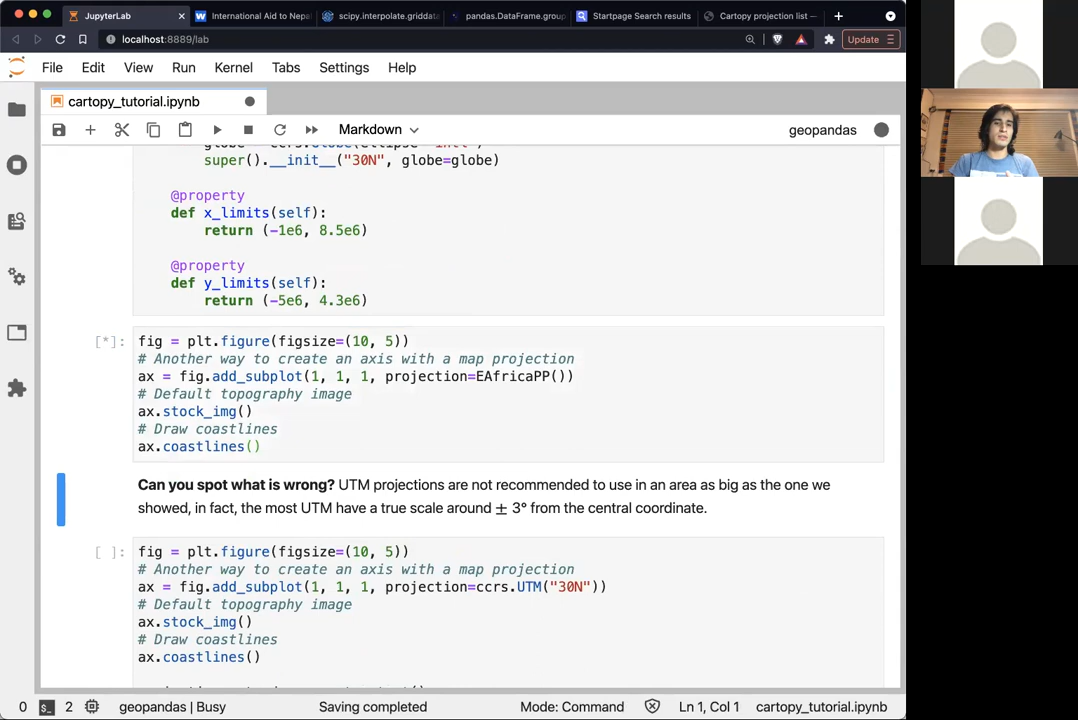 JupyterLab
International Aid to Nepa
scipy.interpolate.gridda
pandas.DataFrame.group
Startpage Search results
Cartopy projection list —
localhost:8889/lab
Update
File Edit View Run Kernel Tabs Settings Help
cartopy_tutorial.ipynb
Markdown
geopandas
super().__init__("30N", globe=globe)
@property
def x_limits(self):
return (-1e6, 8.5e6)
@property
def y_limits(self):
return (-5e6, 4.3e6)
[*]:
fig = plt.figure(figsize=(10, 5))
# Another way to create an axis with a map projection
ax = fig.add_subplot(1, 1, 1, projection=EAfricaPP())
# Default topography image
ax.stock_img()
# Draw coastlines
ax.coastlines()
Can you spot what is wrong? UTM projections are not recommended to use in an area as big as the one we
showed, in fact, the most UTM have a true scale around ± 3° from the central coordinate.
[ ]:
fig = plt.figure(figsize=(10, 5))
# Another way to create an axis with a map projection
ax = fig.add_subplot(1, 1, 1, projection=ccrs.UTM("30N"))
# Default topography image
ax.stock_img()
# Draw coastlines
ax.coastlines()
0 2 geopandas | Busy Saving completed Mode: Command Ln 1, Col 1 cartopy_tutorial.ipynb